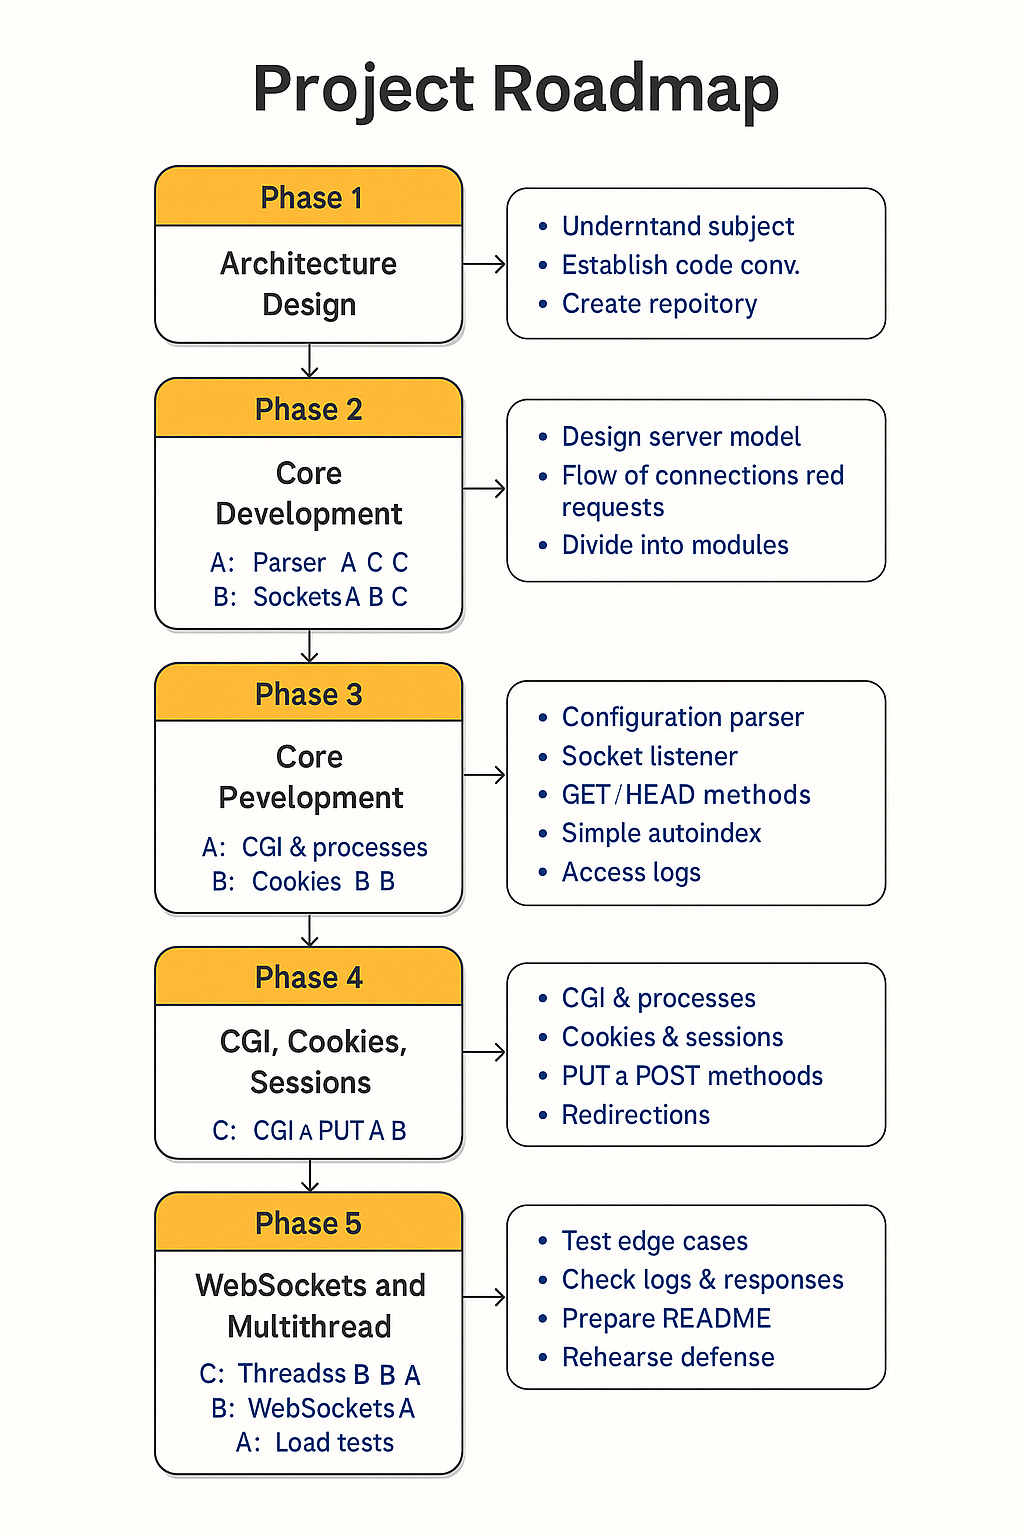 Project Roadmap
Phase 1
Architecture
Design
• Underntand subject
• Establish code conv.
• Create repoitory
Phase 2
Core
Development
A: Parser A C C
B: Sockets A B C
• Design server model
• Flow of connections red
requests
• Divide into modules
Phase 3
Core
Pevelopment
A: CGI & processes
B: Cookies B B
• Configuration parser
• Socket listener
• GET/HEAD methods
• Simple autoindex
• Access logs
Phase 4
CGI, Cookies,
Sessions
C: CGI A PUT A B
• CGI & processes
• Cookies & sessions
• PUT a POST methoods
• Redirections
Phase 5
WebSockets and
Multithread
C: Threadss B B A
B: WebSockets A
A: Load tests
• Test edge cases
• Check logs & responses
• Prepare README
• Rehearse defense